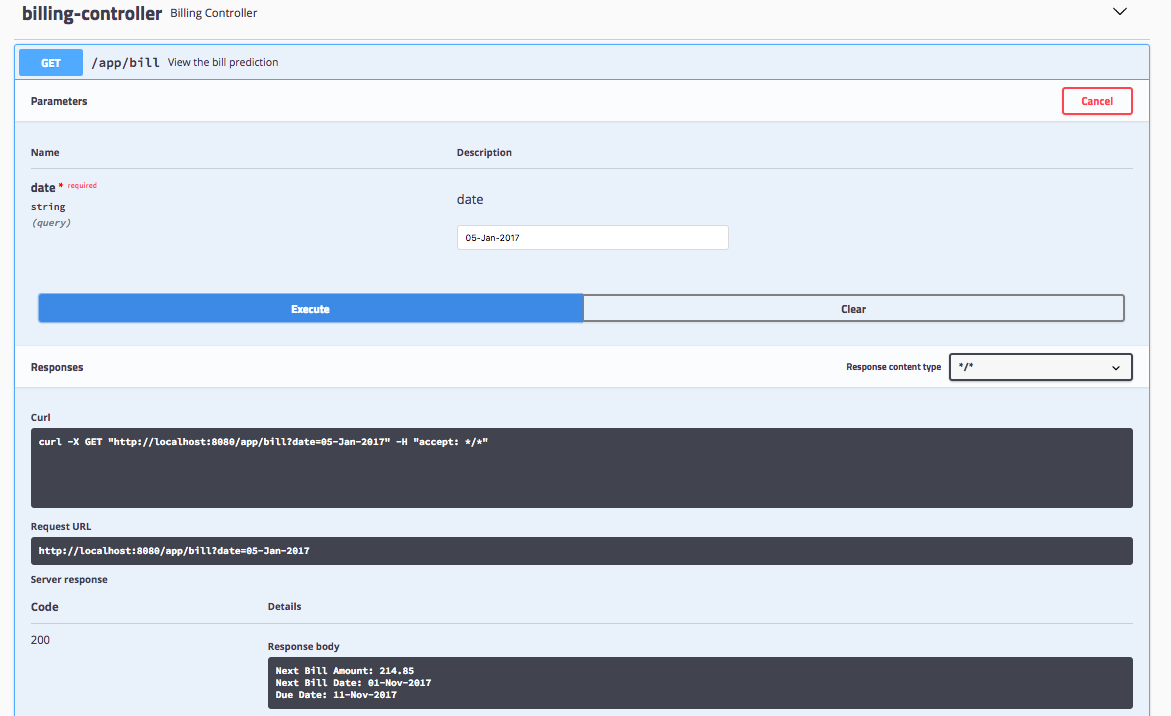 billing-controller Billing Controller
GET /app/bill View the bill prediction
Parameters
Cancel
Name Description
date * required
string
(query)
date
05-Jan-2017
Execute Clear
Responses Response content type */*
Curl
curl -X GET "http://localhost:8080/app/bill?date=05-Jan-2017" -H "accept: */*"
Request URL
http://localhost:8080/app/bill?date=05-Jan-2017
Server response
Code Details
200
Response body
Next Bill Amount: 214.85
Next Bill Date: 01-Nov-2017
Due Date: 11-Nov-2017